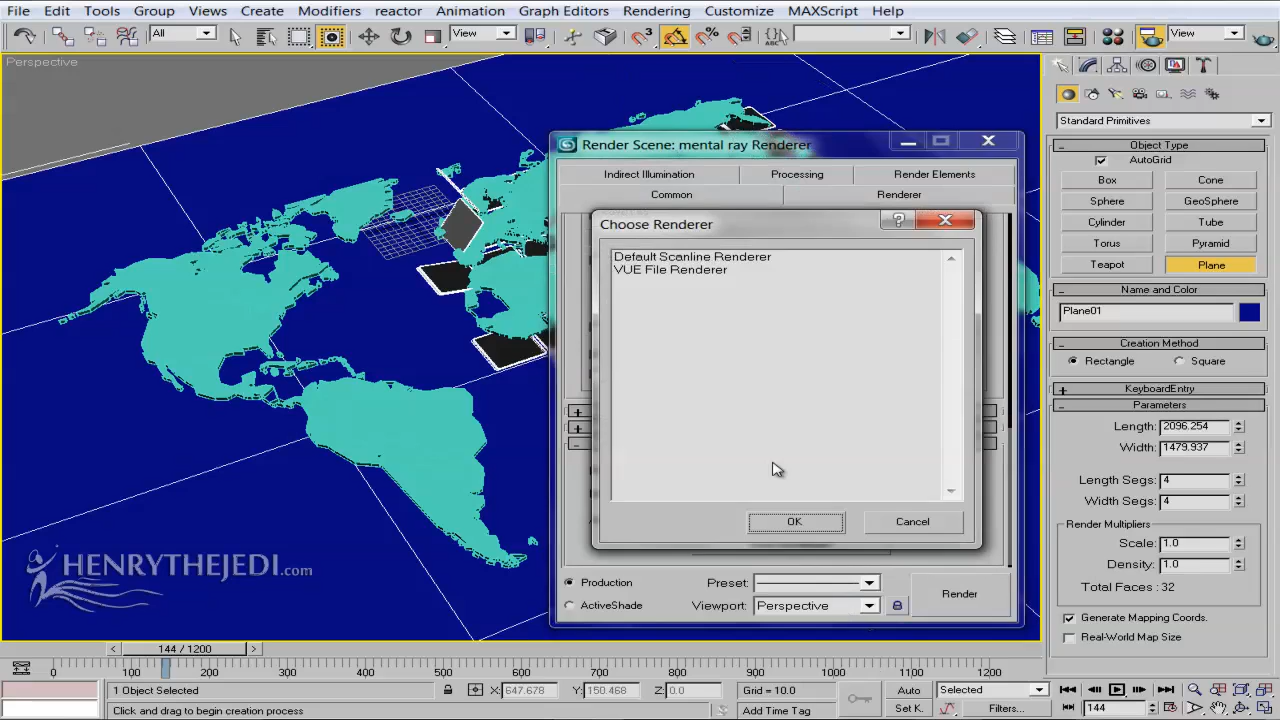 File Edit Tools Group Views Create Modifiers reactor Animation Graph Editors Rendering Customize MAXScript Help
All View View
Perspective
Standard Primitives
Object Type
AutoGrid
Box Cone
Sphere GeoSphere
Cylinder Tube
Torus Pyramid
Teapot Plane
Name and Color
Plane01
Creation Method
Rectangle Square
KeyboardEntry
Parameters
Length: 2096.254
Width: 1479.937
Length Segs: 4
Width Segs: 4
Render Multipliers
Scale: 1.0
Density: 1.0
Total Faces : 32
Generate Mapping Coords.
Real-World Map Size
Render Scene: mental ray Renderer
Indirect Illumination Processing Render Elements
Common Renderer
Choose Renderer
Default Scanline Renderer
VUE File Renderer
OK Cancel
Production Preset:
ActiveShade Viewport: Perspective
Render
HENRYTHEJEDI.com
144 / 1200
0 100 200 300 400 500 600 700 800 900 1000 1100 1200
1 Object Selected X: 647.678 Y: 150.468 Z: 0.0 Grid = 10.0 Auto Selected
Click and drag to begin creation process Add Time Tag Set K. Filters... 144